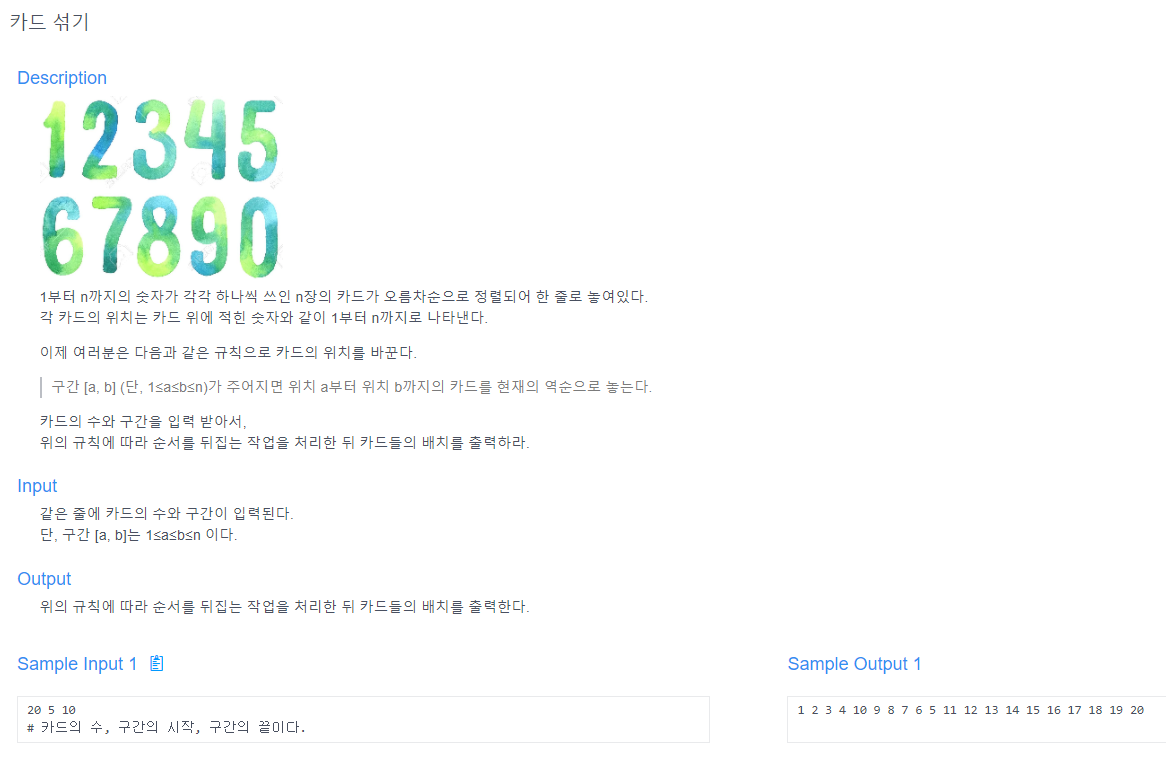 카드 섞기
Description
12345
67890
1부터 n까지의 숫자가 각각 하나씩 쓰인 n장의 카드가 오름차순으로 정렬되어 한 줄로 놓여있다.
각 카드의 위치는 카드 위에 적힌 숫자와 같이 1부터 n까지로 나타낸다.
이제 여러분은 다음과 같은 규칙으로 카드의 위치를 바꾼다.
구간 [a, b] (단, 1≤a≤b≤n)가 주어지면 위치 a부터 위치 b까지의 카드를 현재의 역순으로 놓는다.
카드의 수와 구간을 입력 받아서,
위의 규칙에 따라 순서를 뒤집는 작업을 처리한 뒤 카드들의 배치를 출력하라.
Input
같은 줄에 카드의 수와 구간이 입력된다.
단, 구간 [a, b]는 1≤a≤b≤n 이다.
Output
위의 규칙에 따라 순서를 뒤집는 작업을 처리한 뒤 카드들의 배치를 출력한다.
Sample Input 1
20 5 10
# 카드의 수, 구간의 시작, 구간의 끝이다.
Sample Output 1
1 2 3 4 10 9 8 7 6 5 11 12 13 14 15 16 17 18 19 20